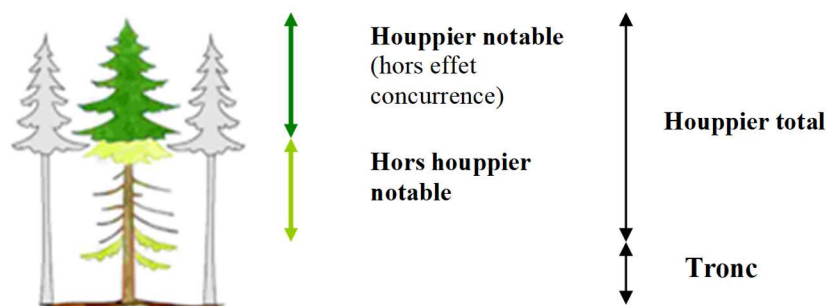 Houppier notable
(hors effet
concurrence)
Houppier total
Hors houppier
notable
Tronc